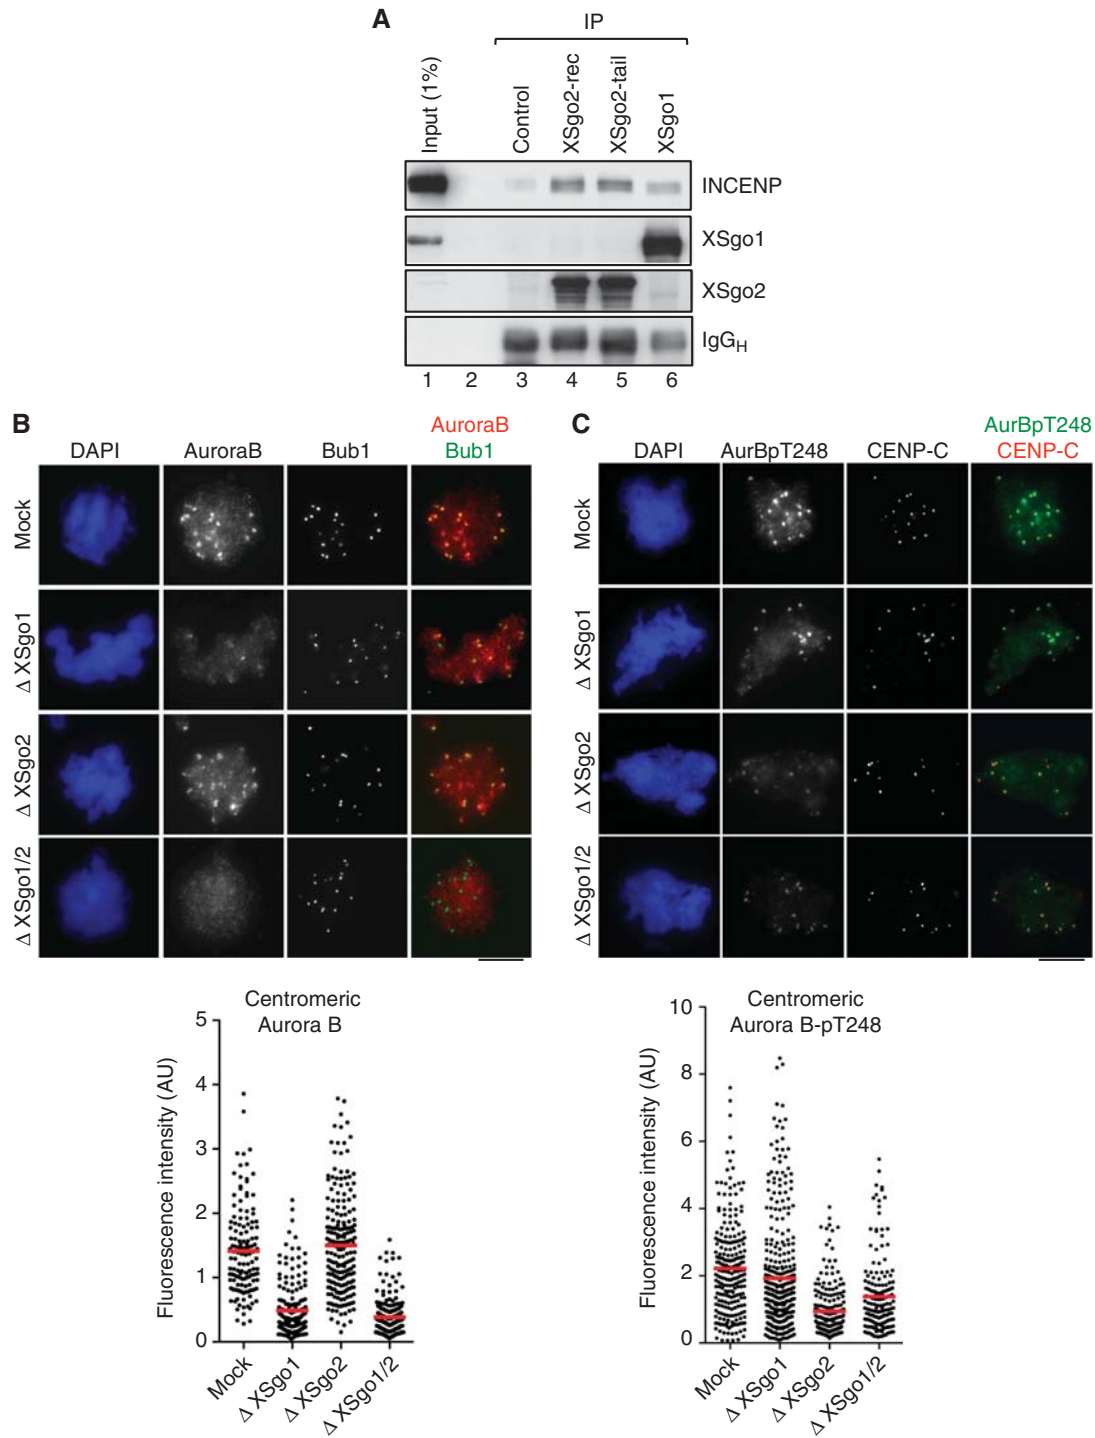 A
IP
Input (1%)
Control
XSgo2-rec
XSgo2-tail
XSgo1
INCENP
XSgo1
XSgo2
IgGH
1 2 3 4 5 6
B
DAPI
AuroraB
Bub1
AuroraB
Bub1
Mock
Δ XSgo1
Δ XSgo2
Δ XSgo1/2
C
DAPI
AurBpT248
CENP-C
AurBpT248
CENP-C
Mock
Δ XSgo1
Δ XSgo2
Δ XSgo1/2
Centromeric
Aurora B
Fluorescence intensity (AU)
5
4
3
2
1
0
Mock
Δ XSgo1
Δ XSgo2
Δ XSgo1/2
Centromeric
Aurora B-pT248
Fluorescence intensity (AU)
10
8
6
4
2
0
Mock
Δ XSgo1
Δ XSgo2
Δ XSgo1/2